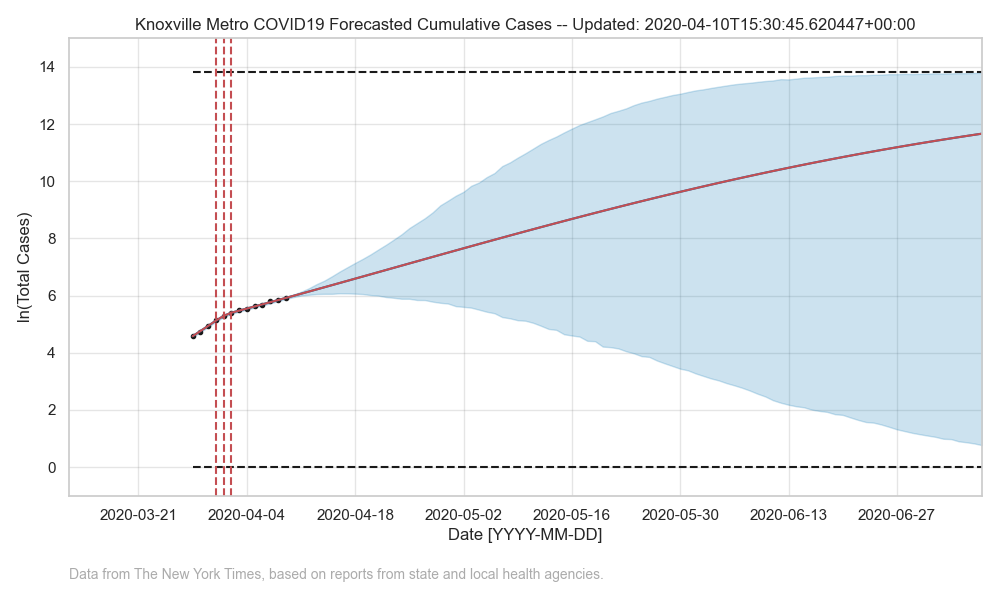 Knoxville Metro COVID19 Forecasted Cumulative Cases -- Updated: 2020-04-10T15:30:45.620447+00:00
ln(Total Cases)
14
12
10
8
6
4
2
0
2020-03-21 2020-04-04 2020-04-18 2020-05-02 2020-05-16 2020-05-30 2020-06-13 2020-06-27
Date [YYYY-MM-DD]
Data from The New York Times, based on reports from state and local health agencies.